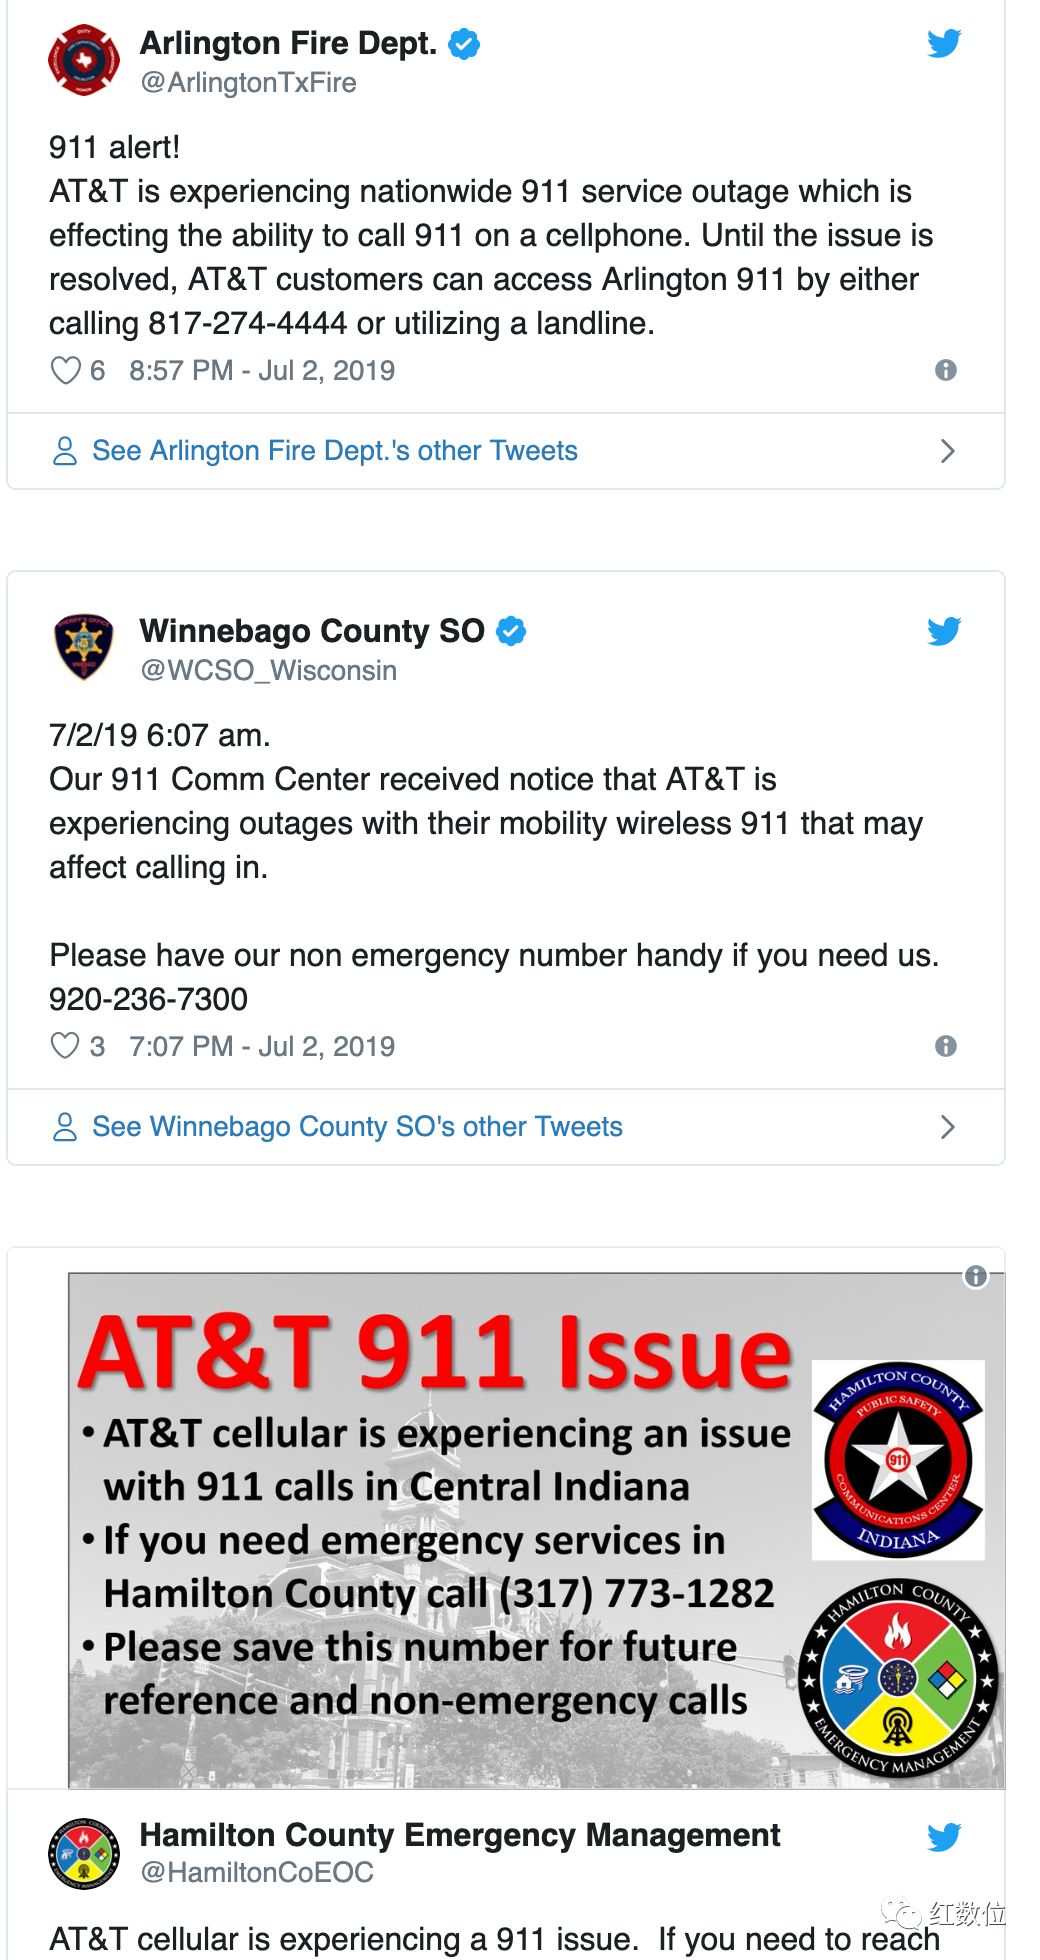 Arlington Fire Dept.
@ArlingtonTxFire
911 alert!
AT&T is experiencing nationwide 911 service outage which is
effecting the ability to call 911 on a cellphone. Until the issue is
resolved, AT&T customers can access Arlington 911 by either
calling 817-274-4444 or utilizing a landline.
6 8:57 PM - Jul 2, 2019
See Arlington Fire Dept.'s other Tweets
Winnebago County SO
@WCSO_Wisconsin
7/2/19 6:07 am.
Our 911 Comm Center received notice that AT&T is
experiencing outages with their mobility wireless 911 that may
affect calling in.
Please have our non emergency number handy if you need us.
920-236-7300
3 7:07 PM - Jul 2, 2019
See Winnebago County SO's other Tweets
AT&T 911 Issue
• AT&T cellular is experiencing an issue
with 911 calls in Central Indiana
• If you need emergency services in
Hamilton County call (317) 773-1282
• Please save this number for future
reference and non-emergency calls
HAMILTON COUNTY
PUBLIC SAFETY
911
COMMUNICATIONS CENTER
INDIANA
HAMILTON COUNTY
EMERGENCY MANAGEMENT
Hamilton County Emergency Management
@HamiltonCoEOC
AT&T cellular is experiencing a 911 issue. If you need to reach
红数位